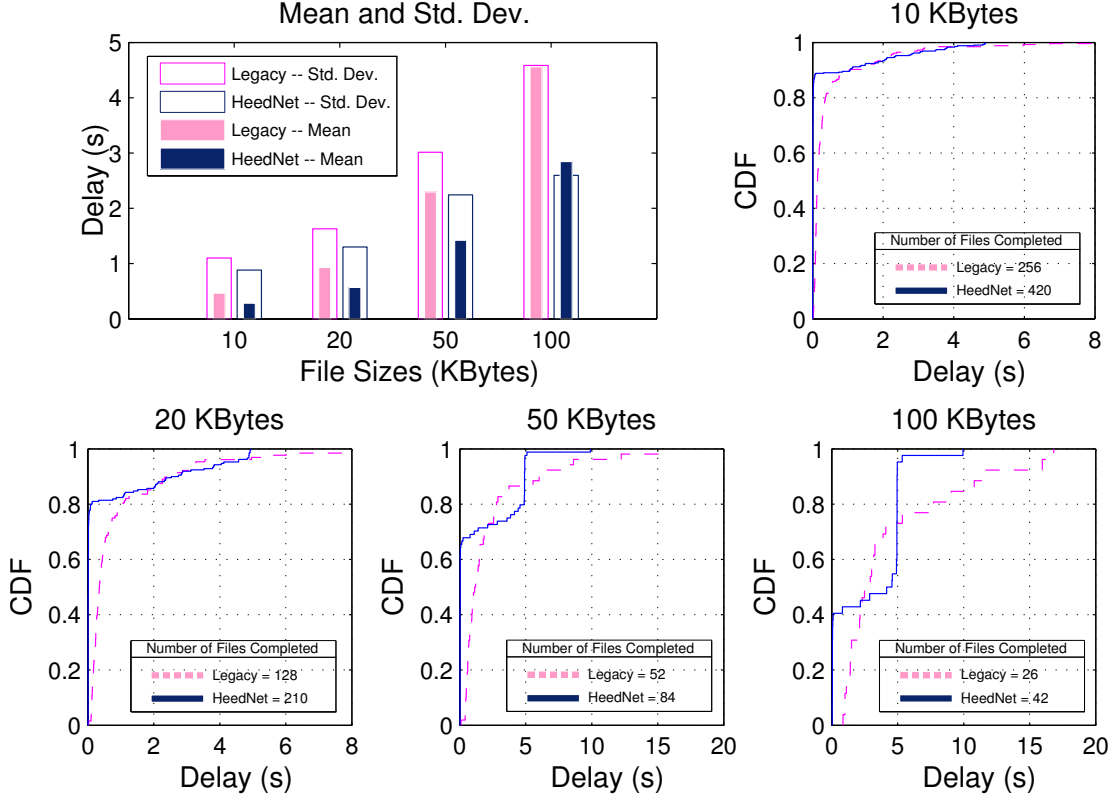 Mean and Std. Dev.
5
4
3
2
1
0
Delay (s)
Legacy -- Std. Dev.
HeedNet -- Std. Dev.
Legacy -- Mean
HeedNet -- Mean
10 20 50 100
File Sizes (KBytes)
10 KBytes
1
0.8
0.6
0.4
0.2
0
CDF
Number of Files Completed
Legacy = 256
HeedNet = 420
0 2 4 6 8
Delay (s)
20 KBytes
1
0.8
0.6
0.4
0.2
0
CDF
Number of Files Completed
Legacy = 128
HeedNet = 210
0 2 4 6 8
Delay (s)
50 KBytes
1
0.8
0.6
0.4
0.2
0
CDF
Number of Files Completed
Legacy = 52
HeedNet = 84
0 5 10 15 20
Delay (s)
100 KBytes
1
0.8
0.6
0.4
0.2
0
CDF
Number of Files Completed
Legacy = 26
HeedNet = 42
0 5 10 15 20
Delay (s)